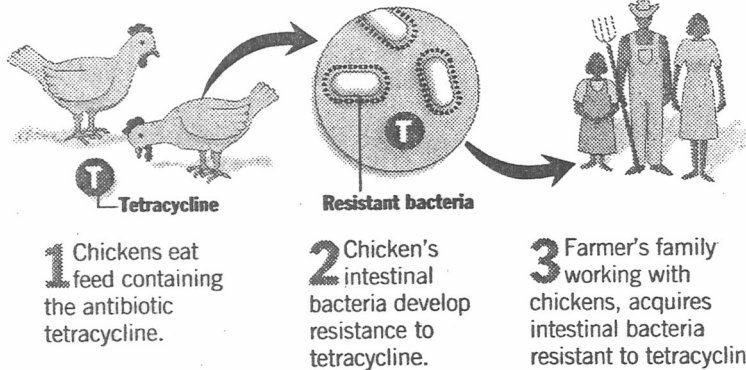 T
Tetracycline
T
Resistant bacteria
1 Chickens eat
feed containing
the antibiotic
tetracycline.
2 Chicken's
intestinal
bacteria develop
resistance to
tetracycline.
3 Farmer's family
working with
chickens, acquires
intestinal bacteria
resistant to tetracyclin